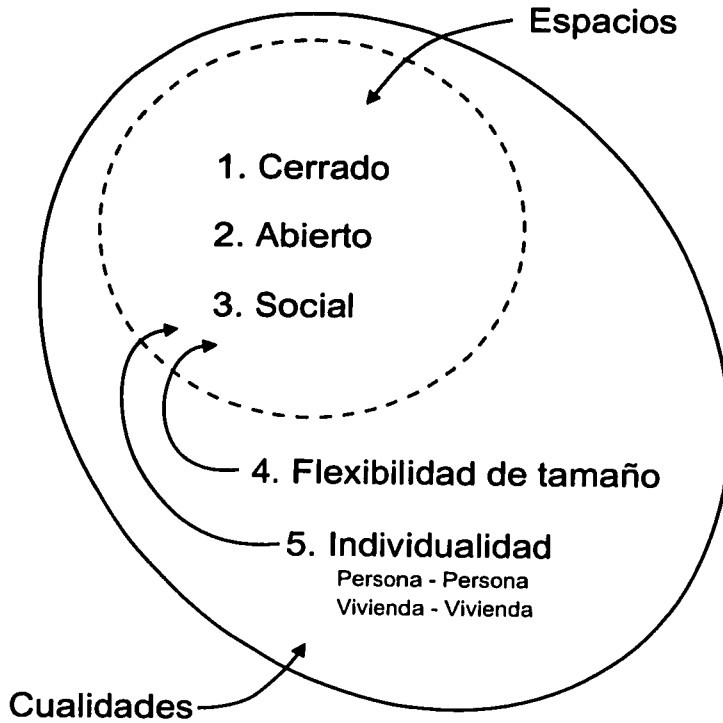 Espacios
1. Cerrado
2. Abierto
3. Social
4. Flexibilidad de tamaño
5. Individualidad
Persona - Persona
Vivienda - Vivienda
Cualidades